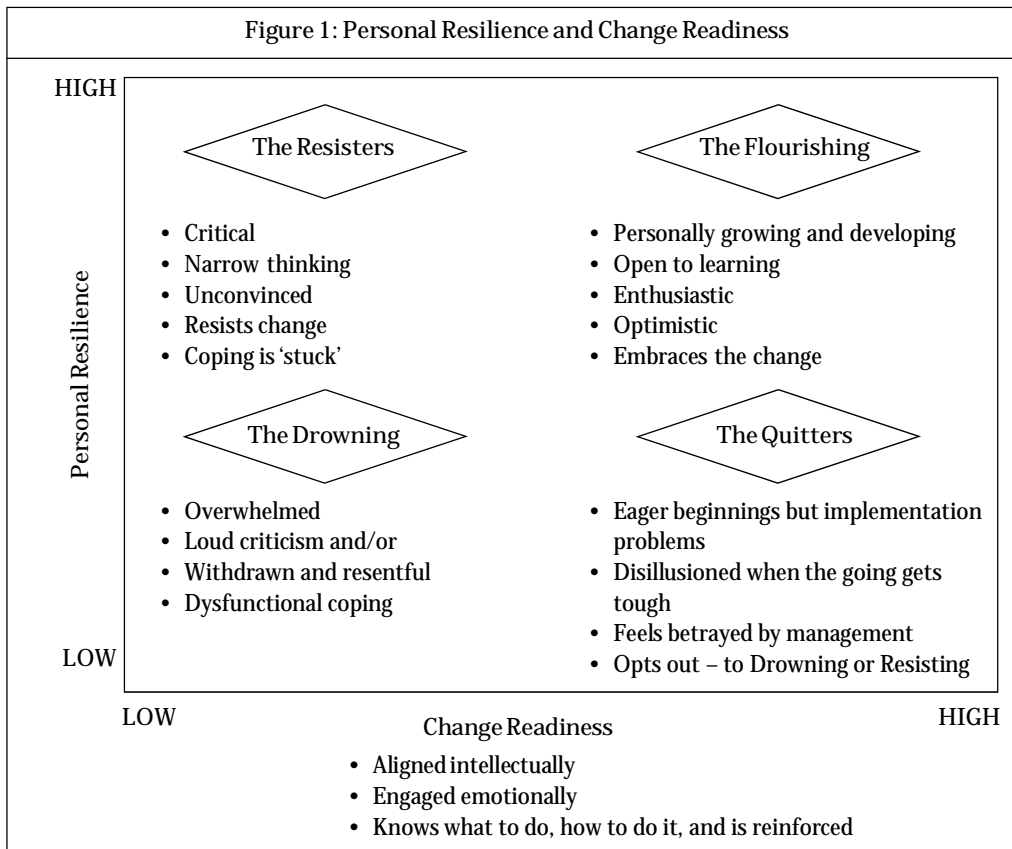 Figure 1: Personal Resilience and Change Readiness
HIGH
The Resisters
• Critical
• Narrow thinking
• Unconvinced
• Resists change
• Coping is ‘stuck’
The Flourishing
• Personally growing and developing
• Open to learning
• Enthusiastic
• Optimistic
• Embraces the change
Personal Resilience
The Drowning
• Overwhelmed
• Loud criticism and/or
• Withdrawn and resentful
• Dysfunctional coping
The Quitters
• Eager beginnings but implementation
problems
• Disillusioned when the going gets
tough
• Feels betrayed by management
• Opts out – to Drowning or Resisting
LOW
LOW
HIGH
Change Readiness
• Aligned intellectually
• Engaged emotionally
• Knows what to do, how to do it, and is reinforced